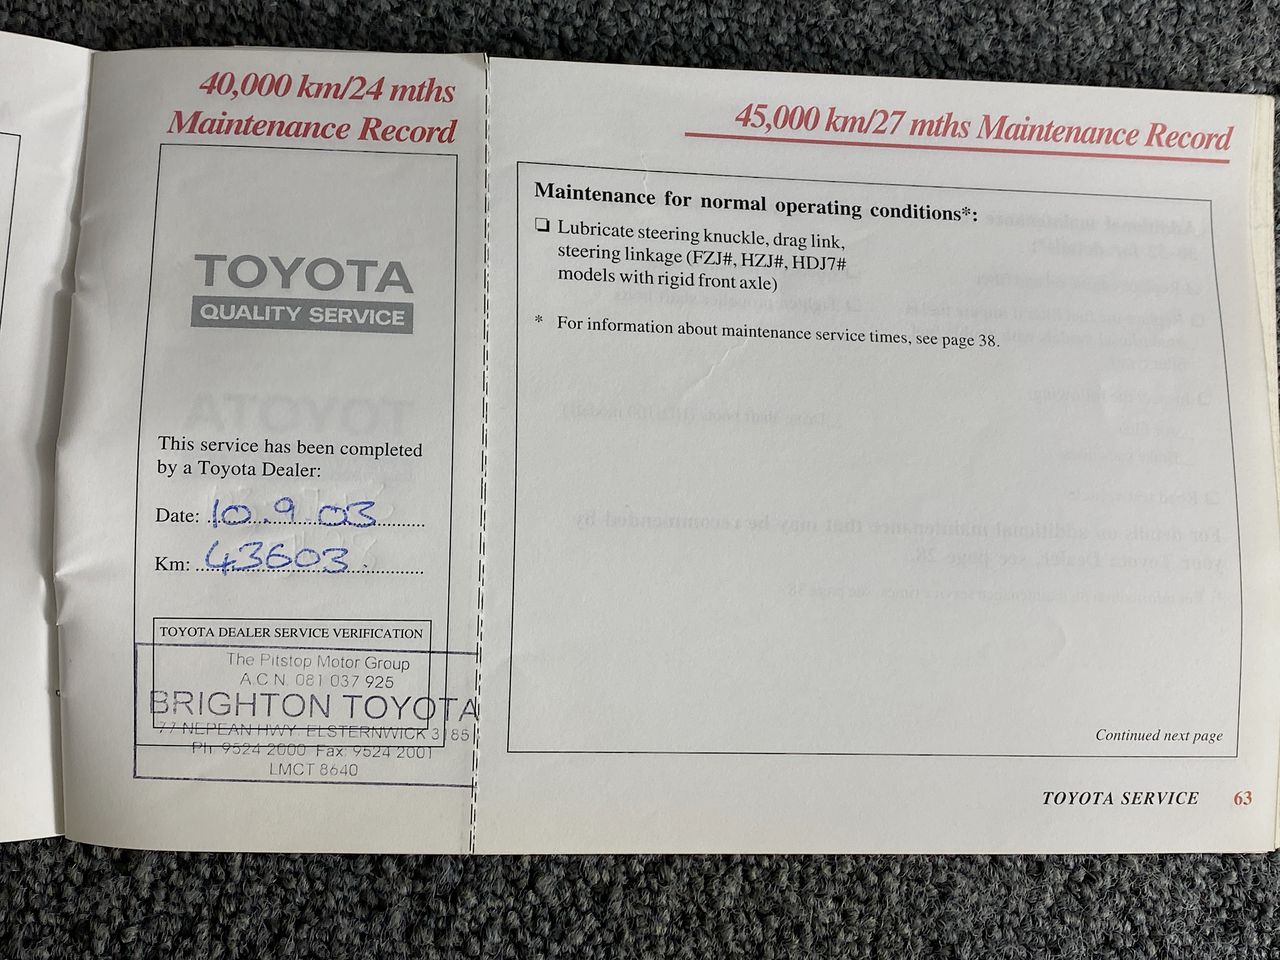 40,000 km/24 mths
Maintenance Record
TOYOTA
QUALITY SERVICE
This service has been completed
by a Toyota Dealer:
Date: 10.9.03
Km: 43603
TOYOTA DEALER SERVICE VERIFICATION
The Pitstop Motor Group
A.C.N. 081 037 925
BRIGHTON TOYOTA
77 NEPEAN HWY ELSTERNWICK 3185
Ph: 9524 2000 Fax: 9524 2001
LMCT 8640
45,000 km/27 mths Maintenance Record
Maintenance for normal operating conditions*:
❏ Lubricate steering knuckle, drag link,
steering linkage (FZJ#, HZJ#, HDJ7#
models with rigid front axle)
* For information about maintenance service times, see page 38.
Continued next page
TOYOTA SERVICE 63